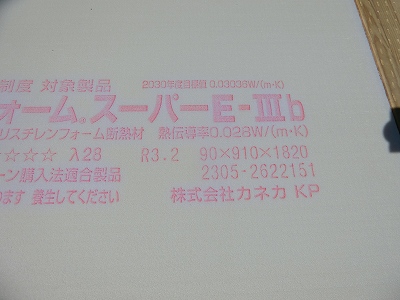 制度 対象製品 2030年度目標値 0.03036W/(m・K)
ォーム®スーパーE-Ⅲb
リスチレンフォーム断熱材 熱伝導率0.028W/(m・K)
☆☆☆☆ λ28 R3.2 90×910×1820
ーン購入法適合製品 2305-2622151
ます 養生してください 株式会社カネカ KP